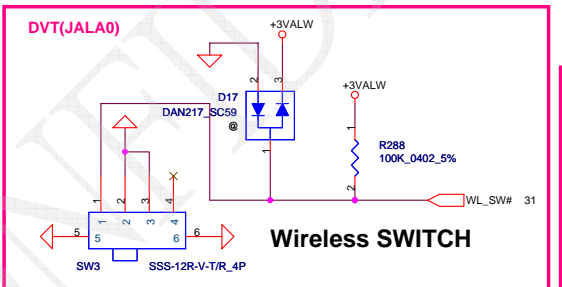 DVT(JALA0)
+3VALW
2
3
D17
DAN217_SC59
@
1
+3VALW
1
R288
100K_0402_5%
2
WL_SW# 31
1
2
3
4
1
2
3
4
5
5
6
6
Wireless SWITCH
SW3
SSS-12R-V-T/R_4P